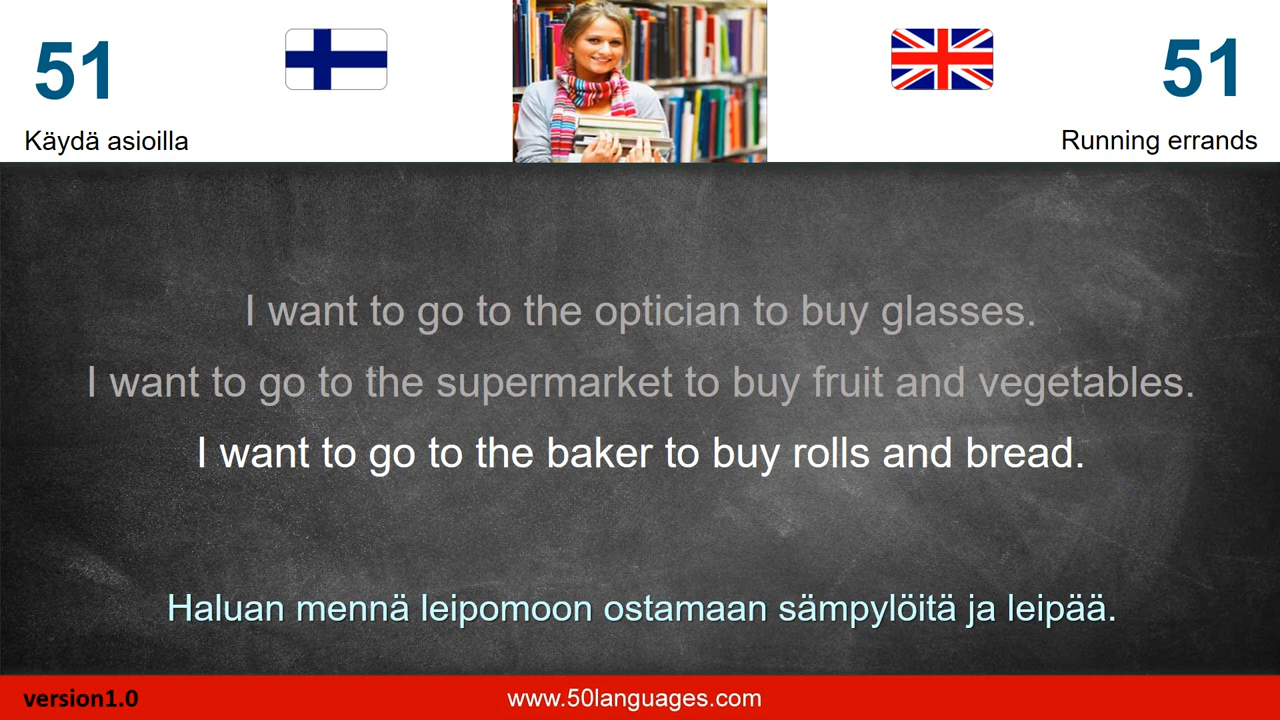 51
51
Käydä asioilla
Running errands
I want to go to the optician to buy glasses.
I want to go to the supermarket to buy fruit and vegetables.
I want to go to the baker to buy rolls and bread.
Haluan mennä leipomoon ostamaan sämpylöitä ja leipää.
version1.0
www.50languages.com